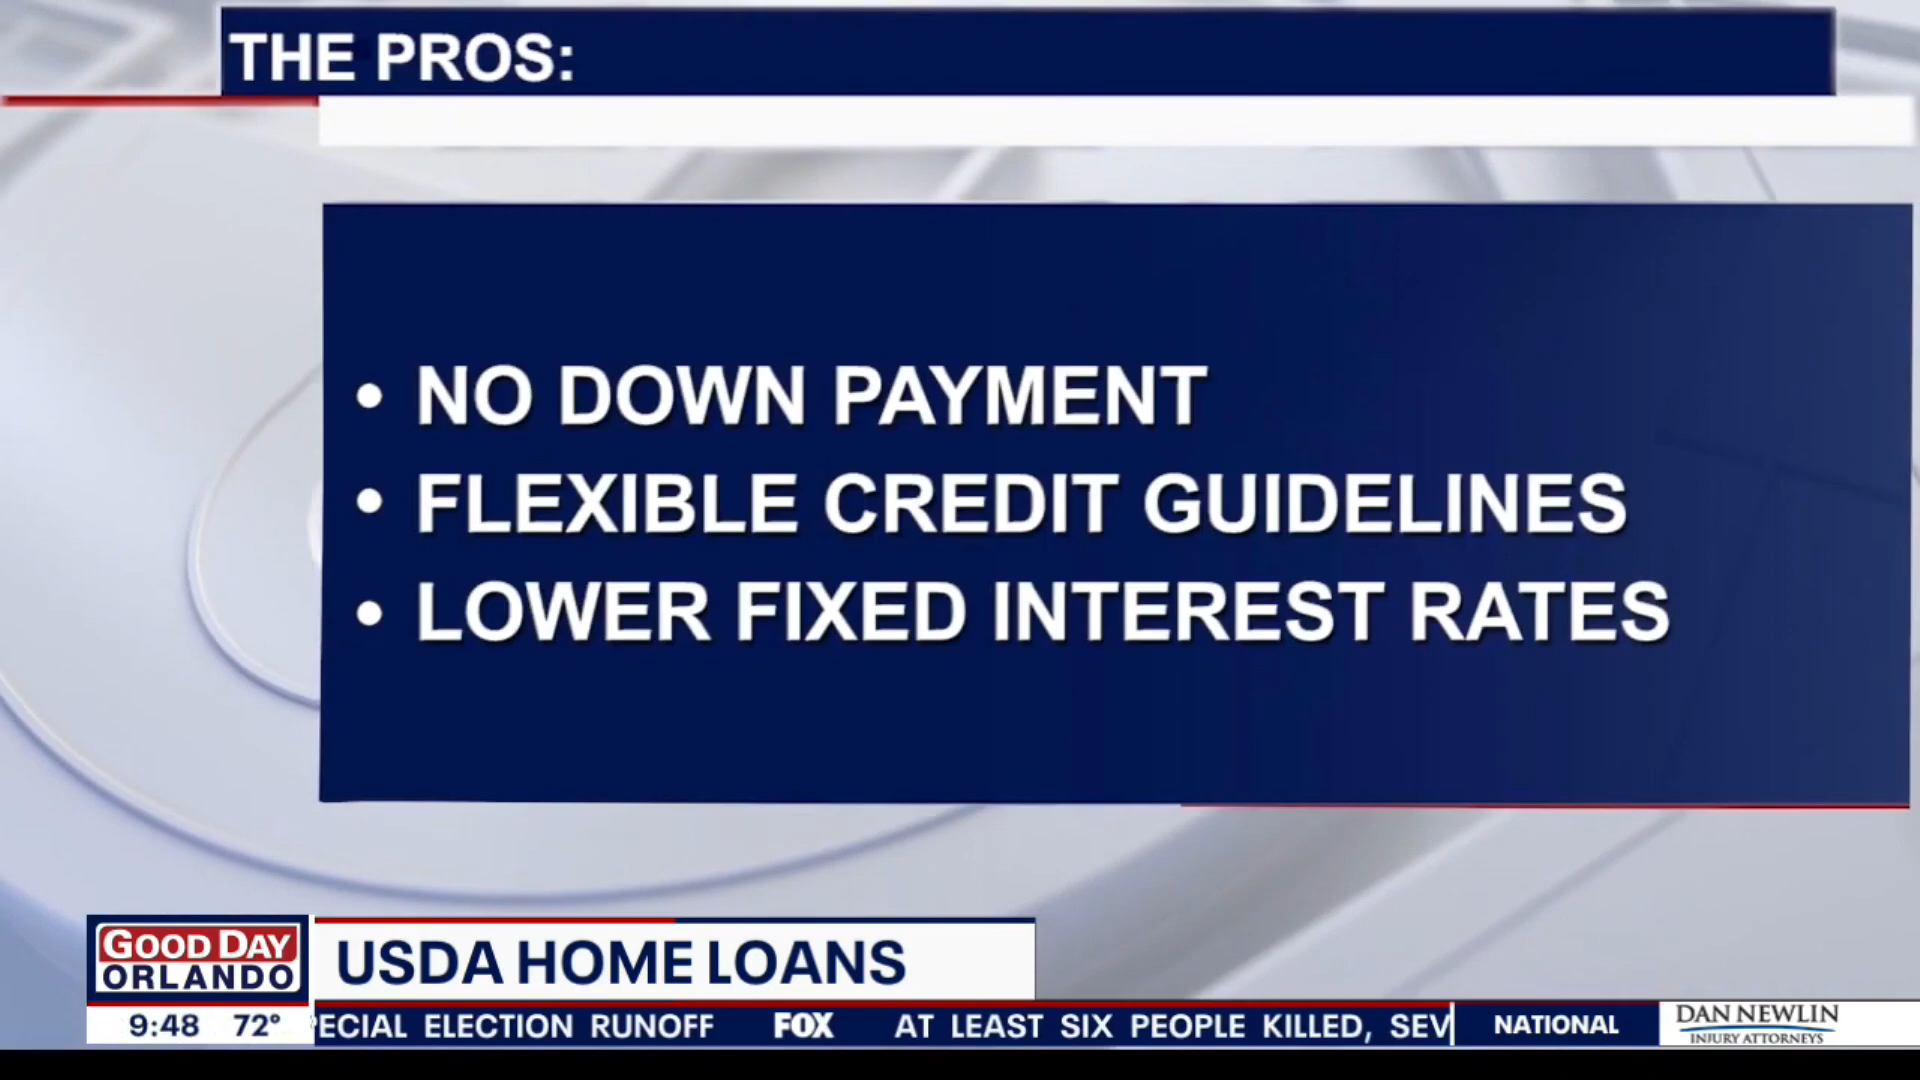 THE PROS:
• NO DOWN PAYMENT
• FLEXIBLE CREDIT GUIDELINES
• LOWER FIXED INTEREST RATES
GOOD DAY
ORLANDO
USDA HOME LOANS
9:48 72°
ECIAL ELECTION RUNOFF FOX AT LEAST SIX PEOPLE KILLED, SEV
NATIONAL
DAN NEWLIN
INJURY ATTORNEYS